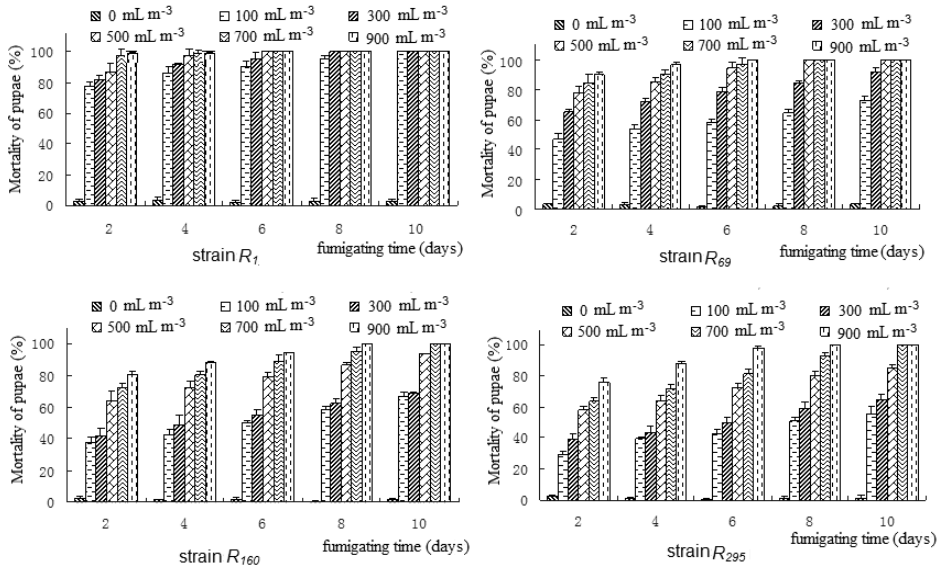 0 mL m-3 100 mL m-3 300 mL m-3
500 mL m-3 700 mL m-3 900 mL m-3
Mortality of pupae (%)
100
80
60
40
20
0
2 4 6 8 10
strain R1. fumigating time (days)
0 mL m-3 100 mL m-3 300 mL m-3
500 mL m-3 700 mL m-3 900 mL m-3
Mortality of pupae (%)
100
80
60
40
20
0
2 4 6 8 10
strain R69 fumigating time (days)
0 mL m-3 100 mL m-3 300 mL m-3
500 mL m-3 700 mL m-3 900 mL m-3
Mortality of pupae (%)
100
80
60
40
20
0
2 4 6 8 10
strain R160 fumigating time (days)
0 mL m-3 100 mL m-3 300 mL m-3
500 mL m-3 700 mL m-3 900 mL m-3
Mortality of pupae (%)
100
80
60
40
20
0
2 4 6 8 10
strain R295 fumigating time (days)